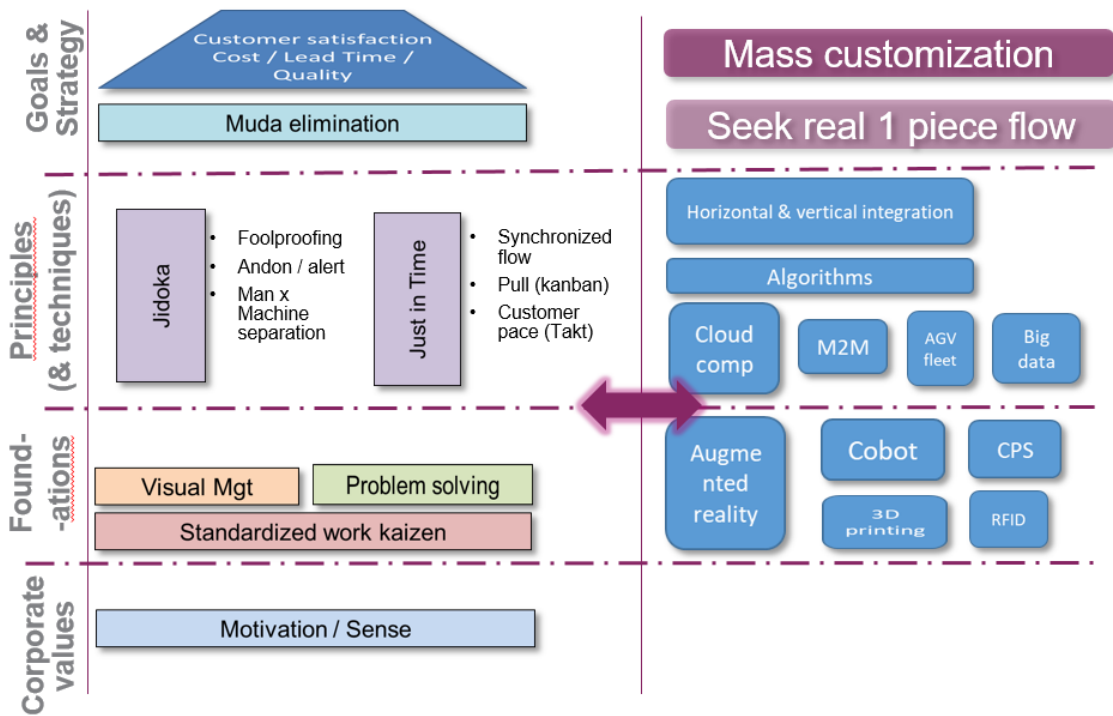 Goals &
Strategy
Customer satisfaction
Cost / Lead Time /
Quality
Muda elimination
Mass customization
Seek real 1 piece flow
Principles
(& techniques)
Jidoka
• Foolproofing
• Andon / alert
• Man x
Machine
separation
Just in Time
• Synchronized
flow
• Pull (kanban)
• Customer
pace (Takt)
Horizontal & vertical integration
Algorithms
Cloud
comp
M2M
AGV
fleet
Big
data
Found-
-ations
Visual Mgt
Problem solving
Standardized work kaizen
Augme
nted
reality
Cobot
CPS
3D
printing
RFID
Corporate
values
Motivation / Sense